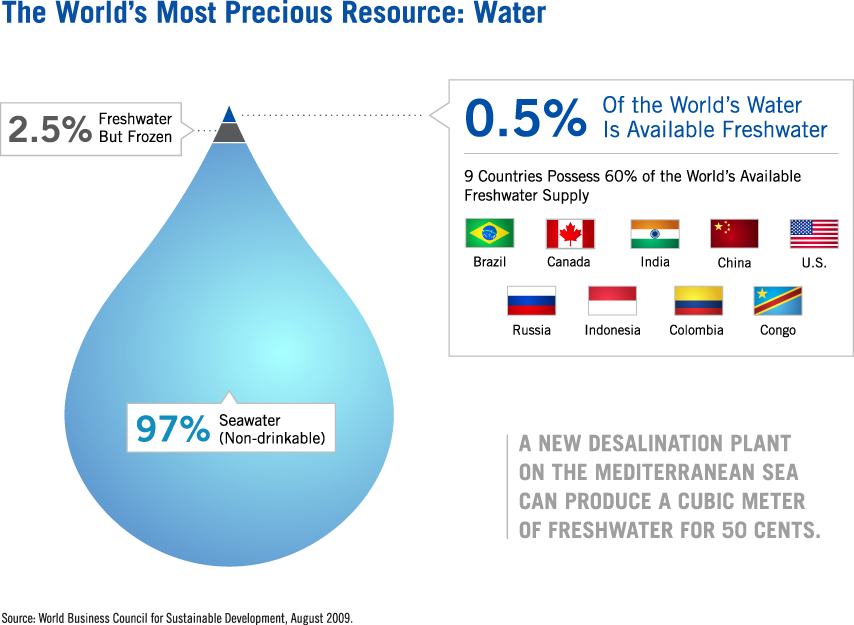 The World's Most Precious Resource: Water
2.5% Freshwater
But Frozen
0.5% Of the World's Water
Is Available Freshwater
9 Countries Possess 60% of the World's Available
Freshwater Supply
Brazil Canada India China U.S.
Russia Indonesia Colombia Congo
97% Seawater
(Non-drinkable)
A NEW DESALINATION PLANT
ON THE MEDITERRANEAN SEA
CAN PRODUCE A CUBIC METER
OF FRESHWATER FOR 50 CENTS.
Source: World Business Council for Sustainable Development, August 2009.